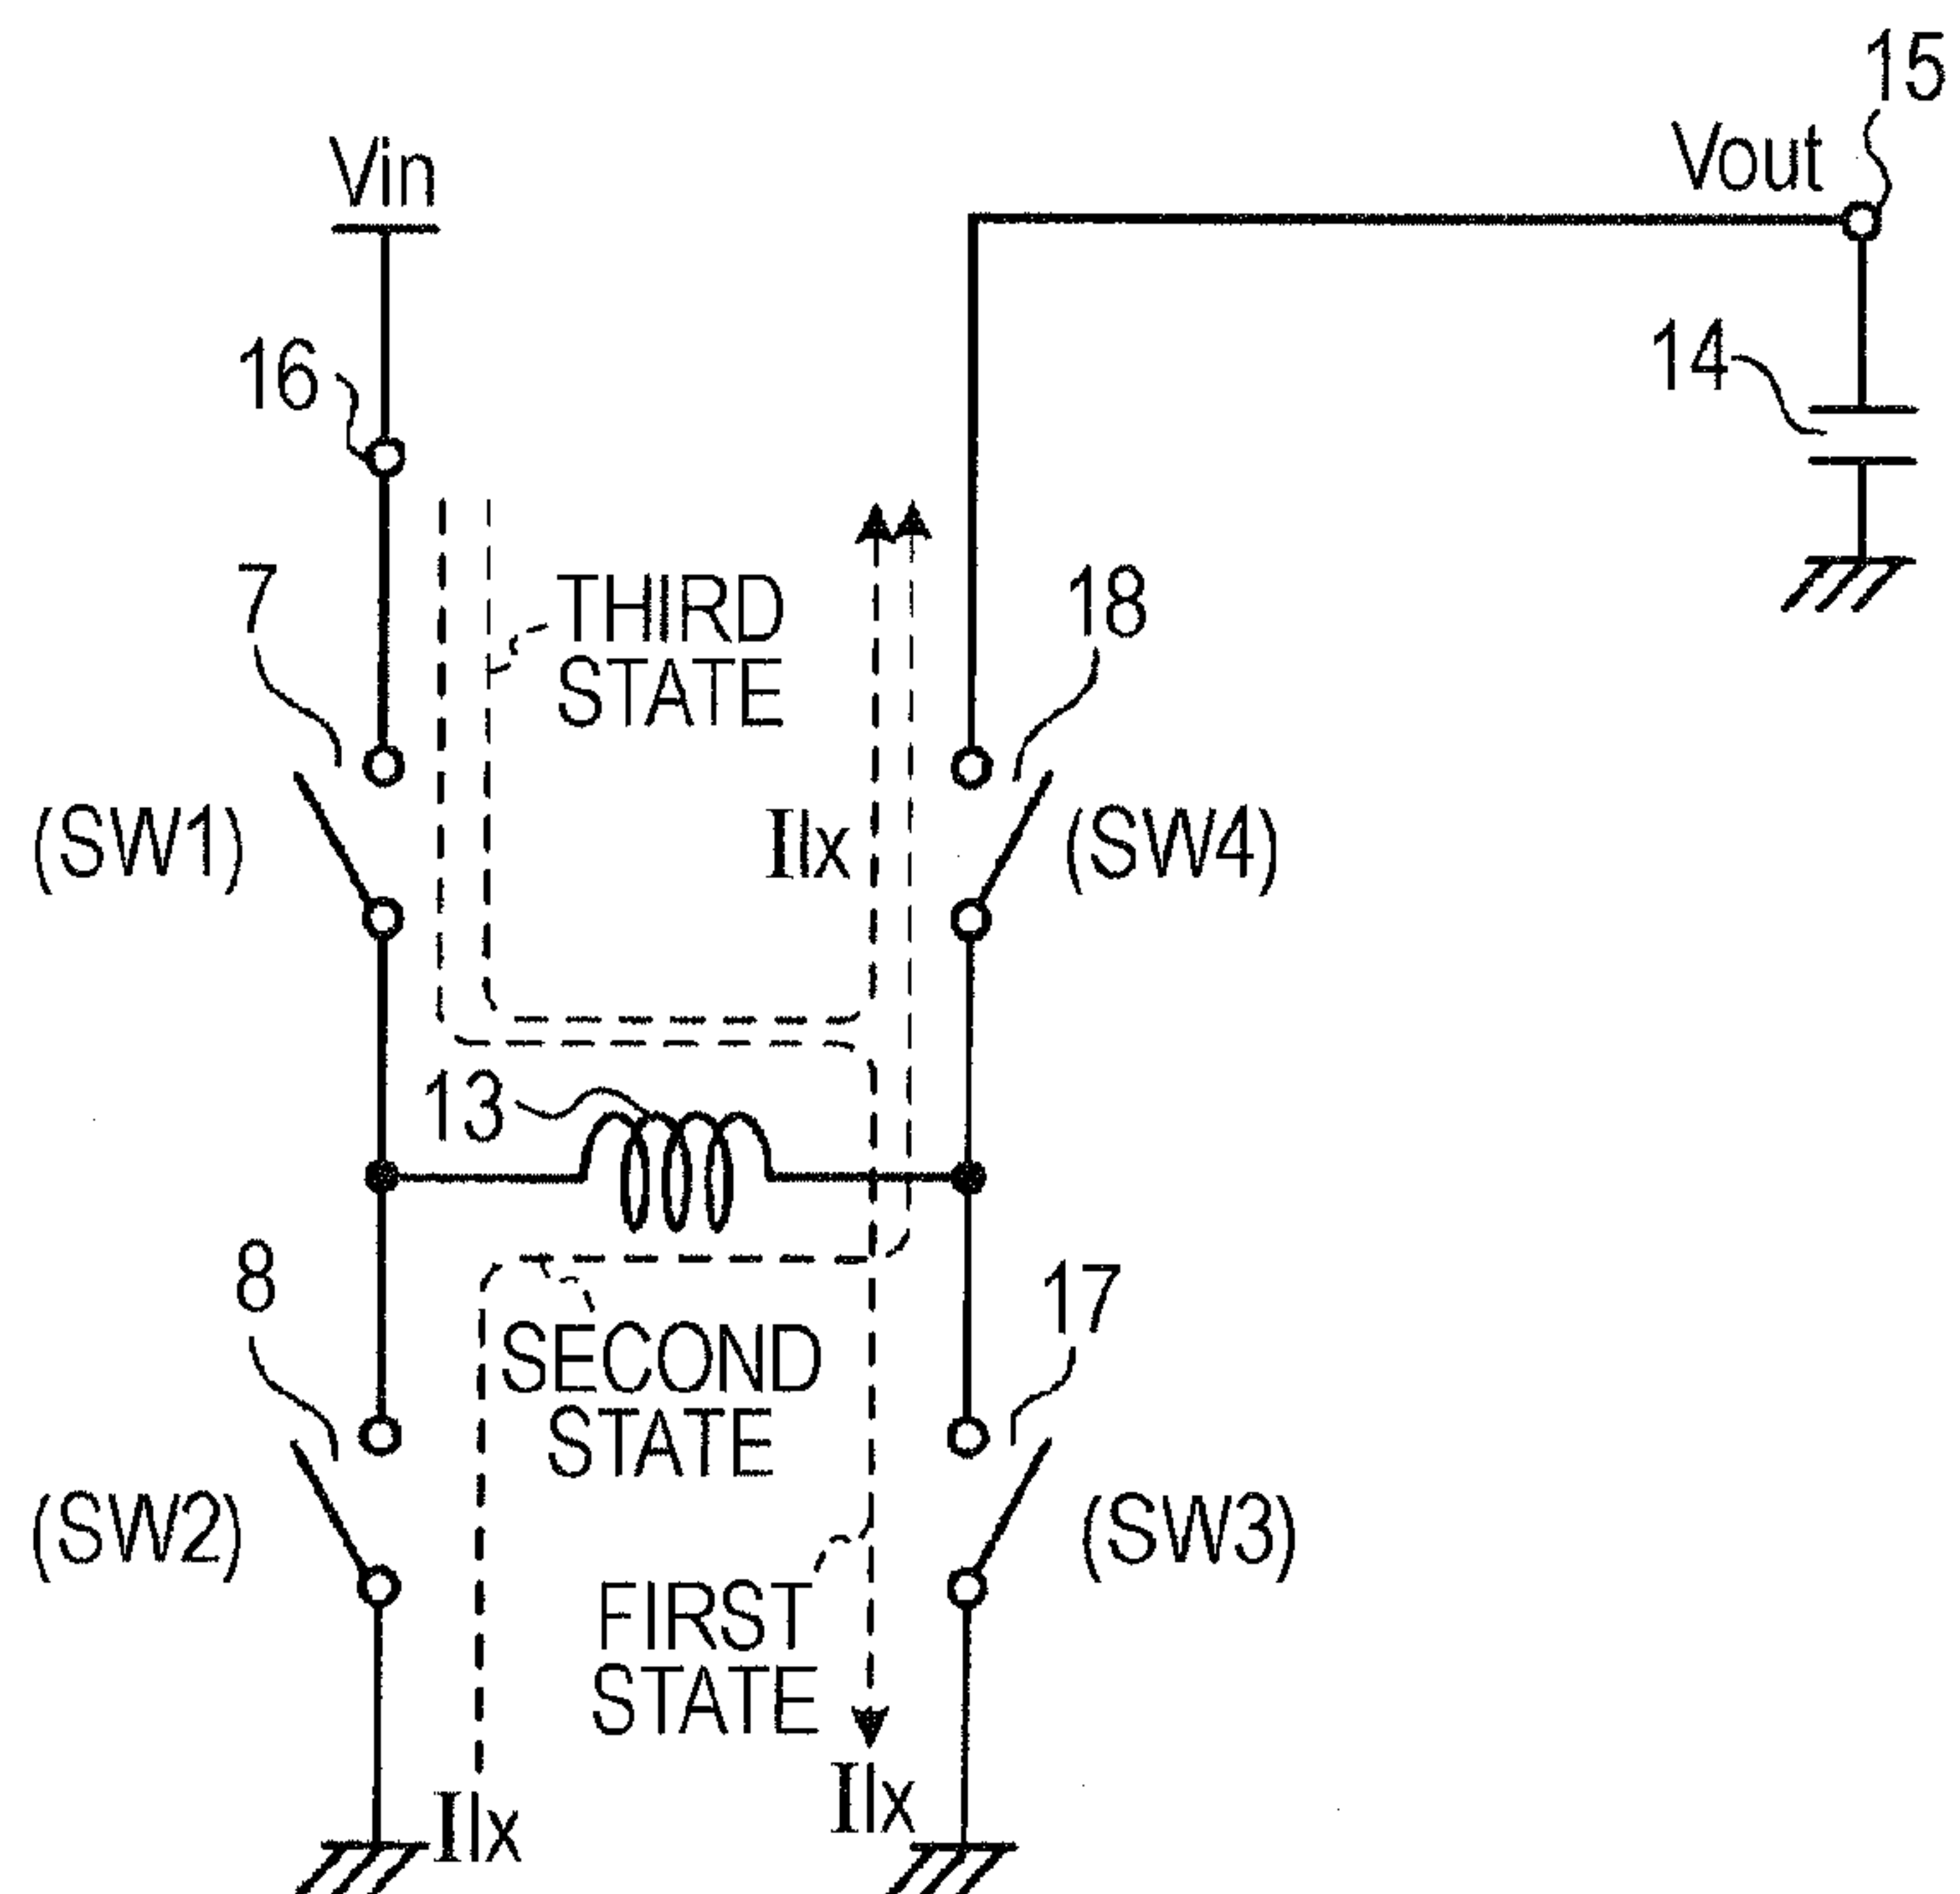 15
Vin
Vout
16
14
7
THIRD
STATE
18
(SW1)
Ilx
(SW4)
13
8
SECOND
STATE
17
(SW2)
(SW3)
FIRST
STATE
Ilx
Ilx